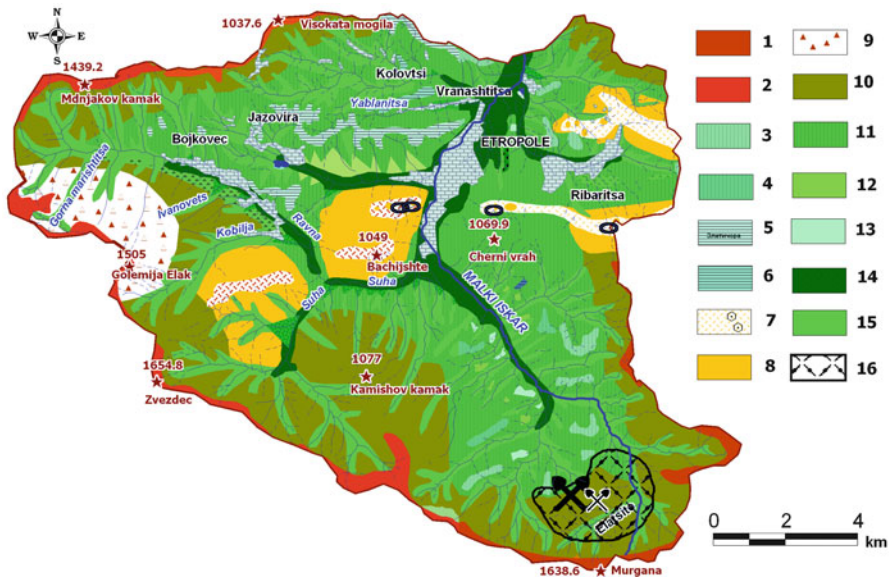 N
W E
S
1037.6
Visokata mogila
1439.2
Mdnjakov kamak
Kolovtsi
Vranashtitsa
Yablanitsa
Jazovira
Bojkovec
ETROPOLE
Gorna marishtitsa
Ivanovets
Ribaritsa
Kobilja
Ravna
1069.9
Cherni vrah
1049
Bachijshte
1505
Golemija Elak
Suha
Suha
MALKI ISKAR
1654.8
Zvezdec
1077
Kamishov kamak
Elatsite
1638.6
Murgana
1
2
3
4
5
6
7
8
9
10
11
12
13
14
15
16
0 2 4
km